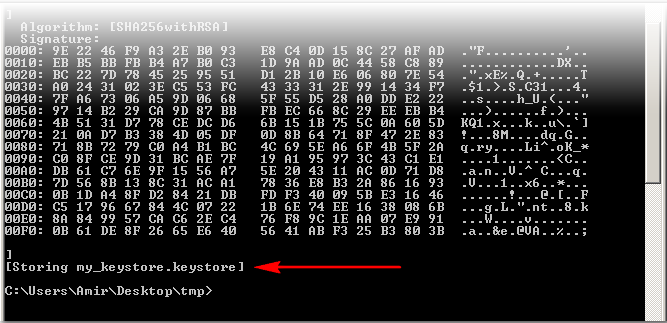 ]
Algorithm: [SHA256withRSA]
Signature:
0000: 9E 22 46 F9 A3 2E B0 93 E8 C4 0D 15 8C 27 AF AD ."F..........'..
0010: EB B5 BB FB B4 A7 B0 C3 1D 9A AD 0C 44 58 C8 89 ............DX..
0020: BC 22 7D 78 45 25 95 51 D1 2B 10 E6 06 80 7E 54 .".xE%.Q.+.....T
0030: A0 24 31 02 3E C5 53 FC 43 33 31 2E 99 14 34 F7 .$1.>.S.C31...4.
0040: 7F A6 73 06 A5 9D 06 68 5F 55 D5 28 A0 DD E2 22 ..s....h_U.(..."
0050: 97 14 B2 29 CA 9D 87 BB FB EC 66 8C 29 EE EB B4 ...)......f.)...
0060: 4B 51 31 D7 78 CE DC D6 6B 15 1B 75 5C 0A 60 5D KQ1.x...k..u\.`]
0070: 21 0A D7 B3 38 4D 05 DF 0D 8B 64 71 8F 47 2E 83 !...8M....dq.G..
0080: 71 8B 72 79 C0 A4 B1 BC 4C 69 5E A6 6F 4B 5F 2A q.ry....Li^.oK_*
0090: C0 8F CE 9D 31 BC AE 7F 19 A1 95 97 3C 43 C1 E1 ....1.......<C..
00A0: DB 61 C7 6E 9F 15 56 A7 5E 20 43 11 AC 0D 71 D8 .a.n..V.^ C...q.
00B0: 7D 56 8B 13 8C 31 AC A1 78 36 E8 B3 2A 86 16 93 .V...1..x6..*...
00C0: 0B 1D A4 8F D2 84 21 DB FD F3 40 09 5B E3 16 46 ......!...@.[..F
00D0: C5 17 96 67 84 4C 07 22 1B 6E 74 EE 16 38 08 6B ...g.L.".nt..8.k
00E0: 8A 84 99 57 CA C6 2E C4 76 F8 9C 1E AA 07 E9 91 ...W....v.......
00F0: 0B 61 DE 8F 26 65 E6 40 56 41 AB F3 25 B3 80 3B .a..&e.@VA..%..;
]
[Storing my_keystore.keystore]
C:\Users\Amir\Desktop\tmp>